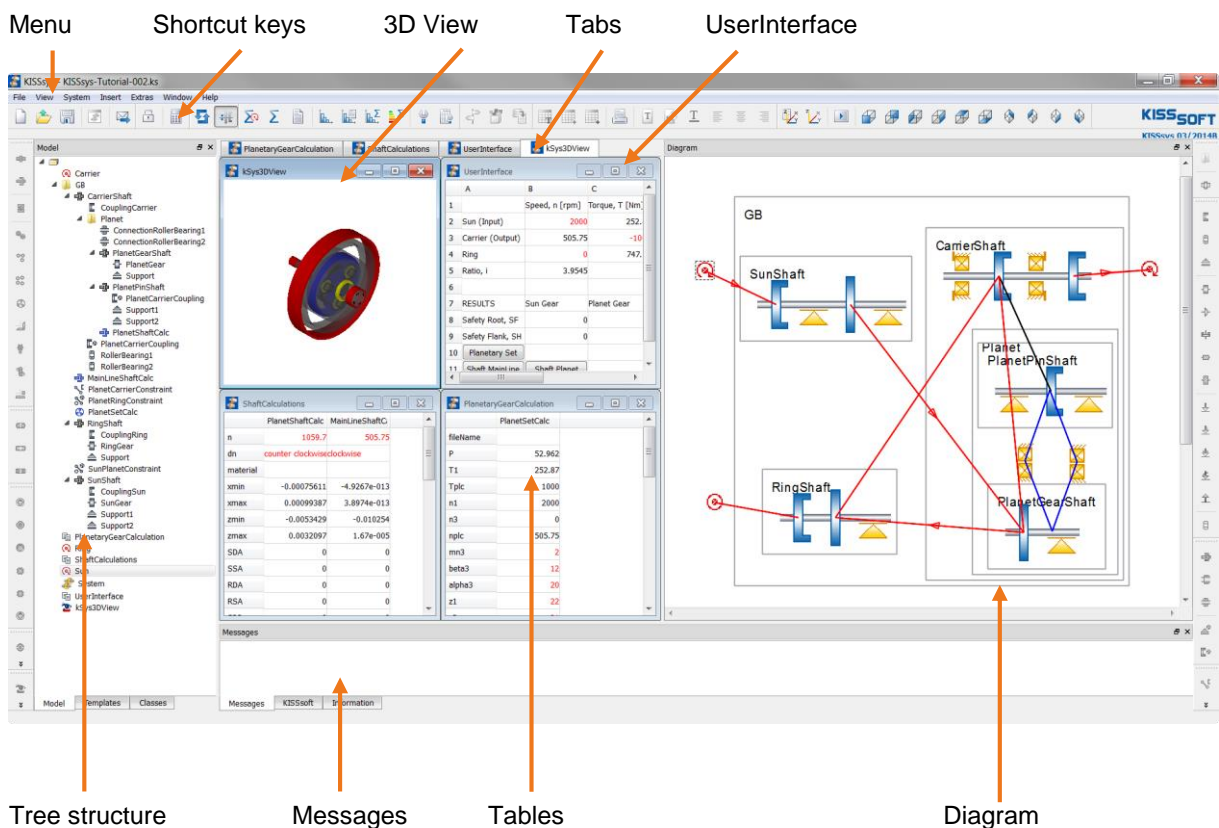 Menu Shortcut keys 3D View Tabs UserInterface
KISSsys - KISSsys-Tutorial-002.ks
File View System Insert Extras Window Help
KISSSOFT
KISSsys 03/2014B
Model
Carrier
GB
CarrierShaft
CouplingCarrier
Planet
ConnectionRollerBearing1
ConnectionRollerBearing2
PlanetGearShaft
PlanetGear
Support
PlanetPinShaft
PlanetCarrierCoupling
Support1
Support2
PlanetShaftCalc
PlanetCarrierCoupling
RollerBearing1
RollerBearing2
MainLineShaftCalc
PlanetCarrierConstraint
PlanetRingConstraint
PlanetSetCalc
RingShaft
CouplingRing
RingGear
Support
SunPlanetConstraint
SunShaft
CouplingSun
SunGear
Support1
Support2
PlanetaryGearCalculation
Ring
ShaftCalculations
Sun
System
UserInterface
kSys3DView
Model Templates Classes
PlanetaryGearCalculation ShaftCalculations UserInterface kSys3DView
kSys3DView
UserInterface
A B C
1 Speed, n [rpm] Torque, T [Nm]
2 Sun (Input) 2000 252.
3 Carrier (Output) 505.75 -10
4 Ring 0 747.
5 Ratio, i 3.9545
6
7 RESULTS Sun Gear Planet Gear
8 Safety Root, SF 0
9 Safety Flank, SH 0
10 Planetary Set
11 Shaft MainLine Shaft Planet
ShaftCalculations
PlanetShaftCalc MainLineShaftCa
n 1059.7 505.75
dn counter clockwise clockwise
material
xmin -0.00075611 -4.9267e-013
xmax 0.00099387 3.8974e-013
zmin -0.0053429 -0.010254
zmax 0.0032097 1.67e-005
SDA 0 0
SSA 0 0
RDA 0 0
RSA 0 0
PlanetaryGearCalculation
PlanetSetCalc
fileName
P 52.962
T1 252.87
Tplc 1000
n1 2000
n3 0
nplc 505.75
mn3 2
beta3 12
alpha3 20
z1 22
Diagram
GB
SunShaft
CarrierShaft
Planet
PlanetPinShaft
RingShaft
PlanetGearShaft
Messages
Messages KISSsoft Information
Tree structure Messages Tables Diagram